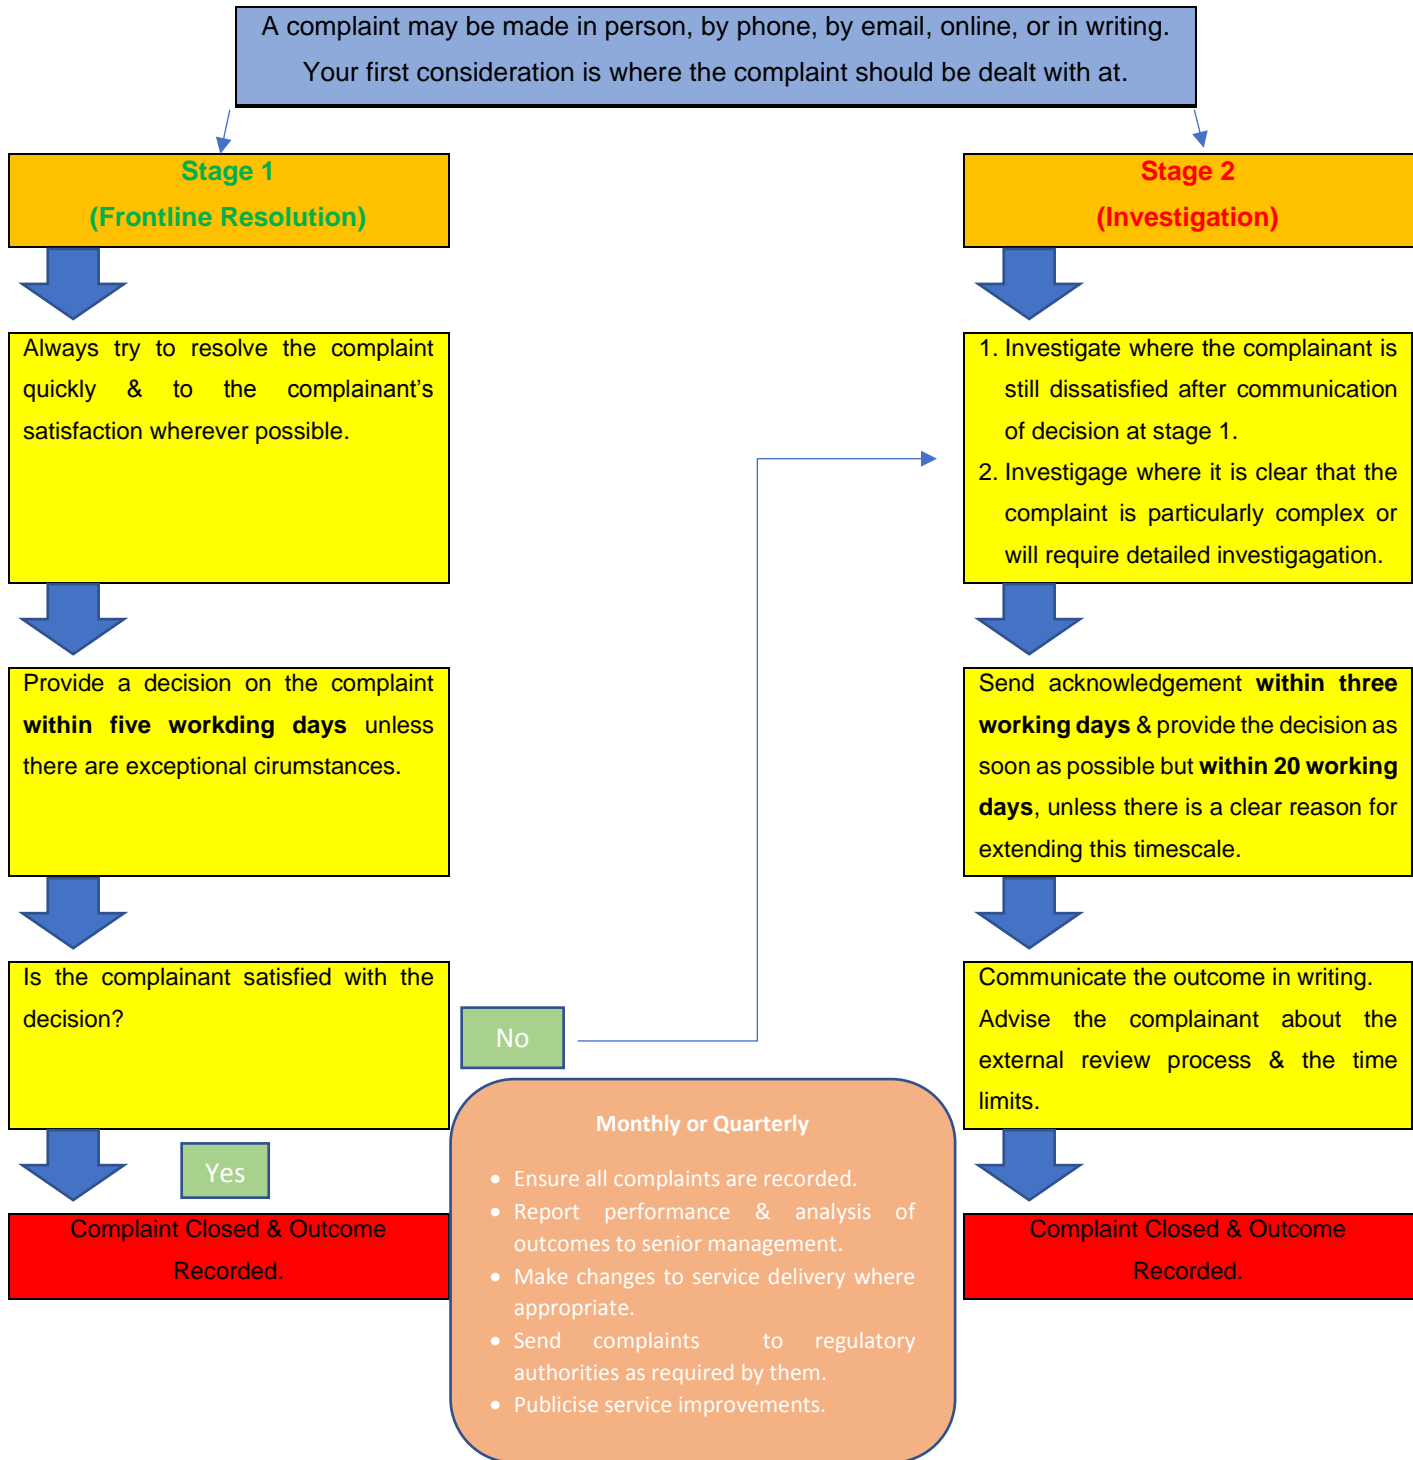 A complaint may be made in person, by phone, by email, online, or in writing.
Your first consideration is where the complaint should be dealt with at.
Stage 1
(Frontline Resolution)
Always try to resolve the complaint
quickly & to the complainant’s
satisfaction wherever possible.
Provide a decision on the complaint
within five workding days unless
there are exceptional cirumstances.
Is the complainant satisfied with the
decision?
No
Yes
Complaint Closed & Outcome
Recorded.
Stage 2
(Investigation)
1. Investigate where the complainant is
still dissatisfied after communication
of decision at stage 1.
2. Investigage where it is clear that the
complaint is particularly complex or
will require detailed investigagation.
Send acknowledgement within three
working days & provide the decision as
soon as possible but within 20 working
days, unless there is a clear reason for
extending this timescale.
Communicate the outcome in writing.
Advise the complainant about the
external review process & the time
limits.
Complaint Closed & Outcome
Recorded.
Monthly or Quarterly
• Ensure all complaints are recorded.
• Report performance & analysis of
outcomes to senior management.
• Make changes to service delivery where
appropriate.
• Send complaints to regulatory
authorities as required by them.
• Publicise service improvements.